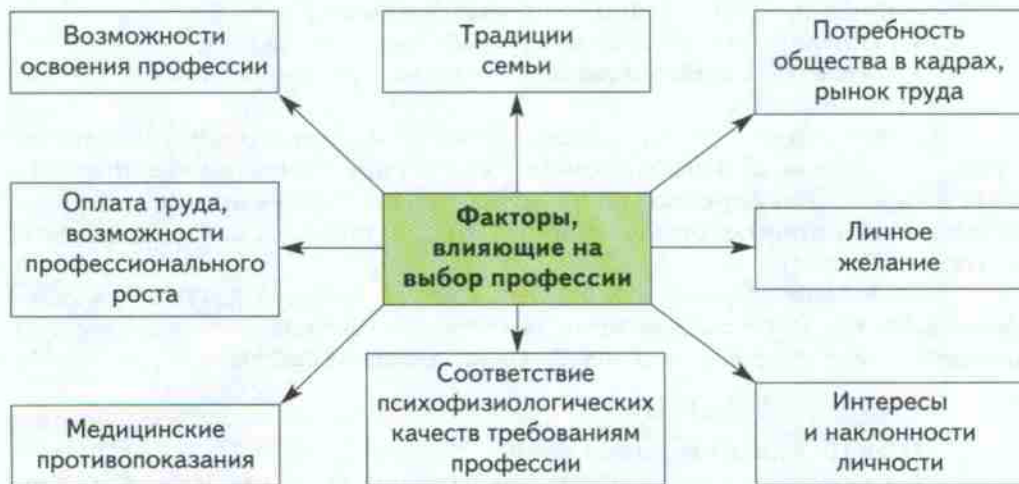 Возможности
освоения профессии
Традиции
семьи
Потребность
общества в кадрах,
рынок труда
Оплата труда,
возможности
профессионального
роста
Факторы,
влияющие на
выбор профессии
Личное
желание
Медицинские
противопоказания
Соответствие
психофизиологических
качеств требованиям
профессии
Интересы
и наклонности
личности